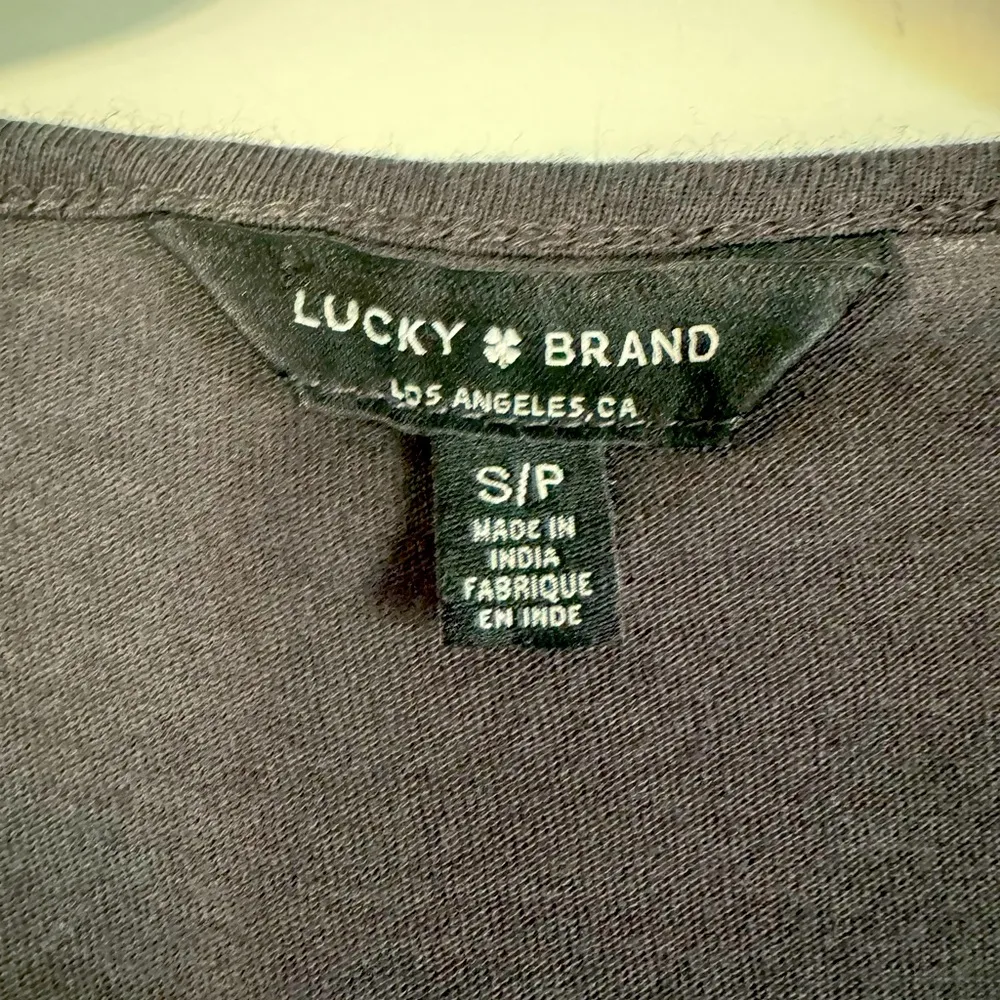 LUCKY BRAND
LOS ANGELES, CA
S/P
MADE IN
INDIA
FABRIQUE
EN INDE